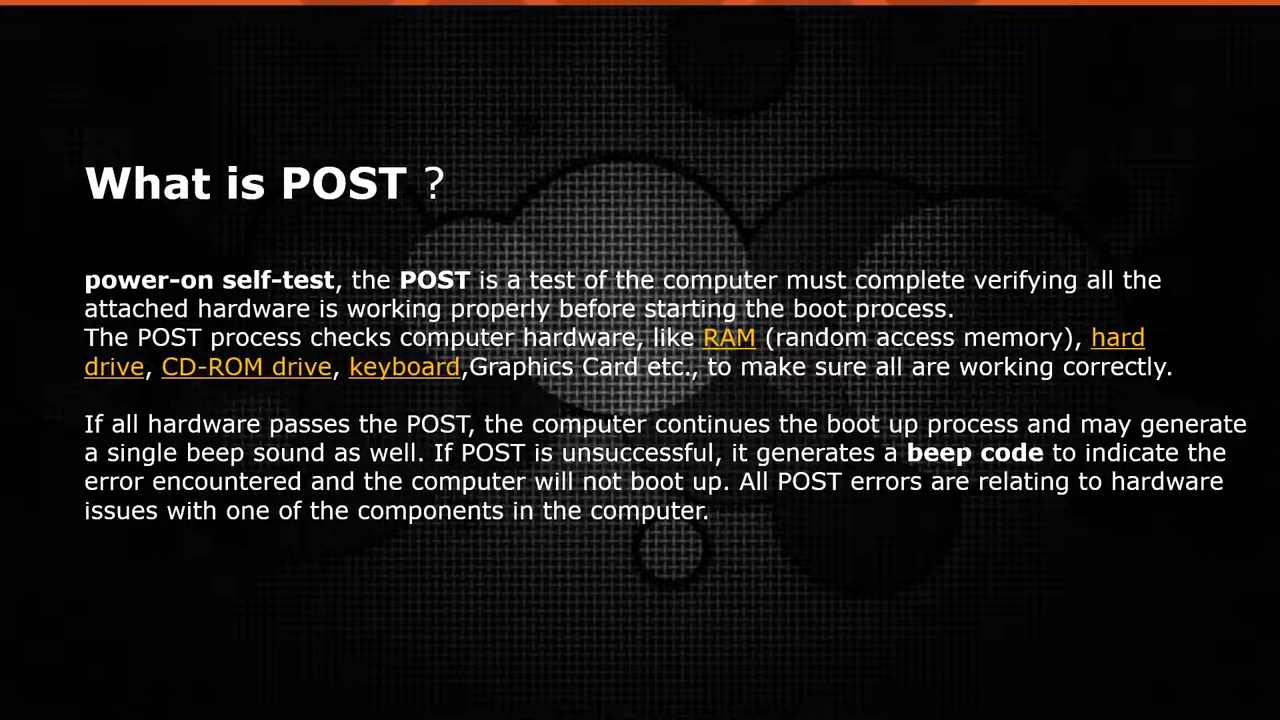 What is POST ?
power-on self-test, the POST is a test of the computer must complete verifying all the
attached hardware is working properly before starting the boot process.
The POST process checks computer hardware, like RAM (random access memory), hard
drive, CD-ROM drive, keyboard,Graphics Card etc., to make sure all are working correctly.
If all hardware passes the POST, the computer continues the boot up process and may generate
a single beep sound as well. If POST is unsuccessful, it generates a beep code to indicate the
error encountered and the computer will not boot up. All POST errors are relating to hardware
issues with one of the components in the computer.